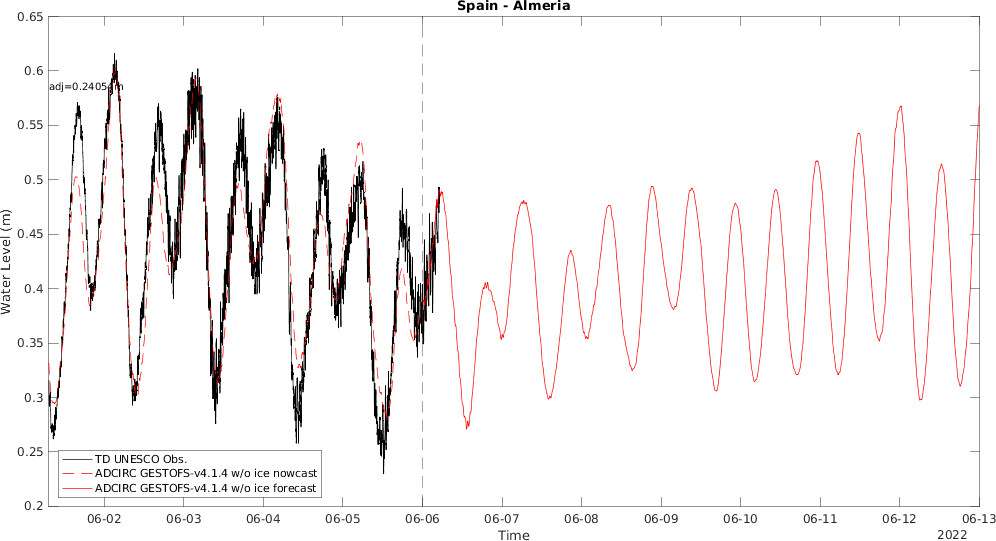 Spain - Almeria
0.65
0.6
0.55
0.5
0.45
0.4
0.35
0.3
0.25
0.2
Water Level (m)
adj=0.24054m
TD UNESCO Obs.
ADCIRC GESTOFS-v4.1.4 w/o ice nowcast
ADCIRC GESTOFS-v4.1.4 w/o ice forecast
06-02 06-03 06-04 06-05 06-06 06-07 06-08 06-09 06-10 06-11 06-12 06-13
Time
2022